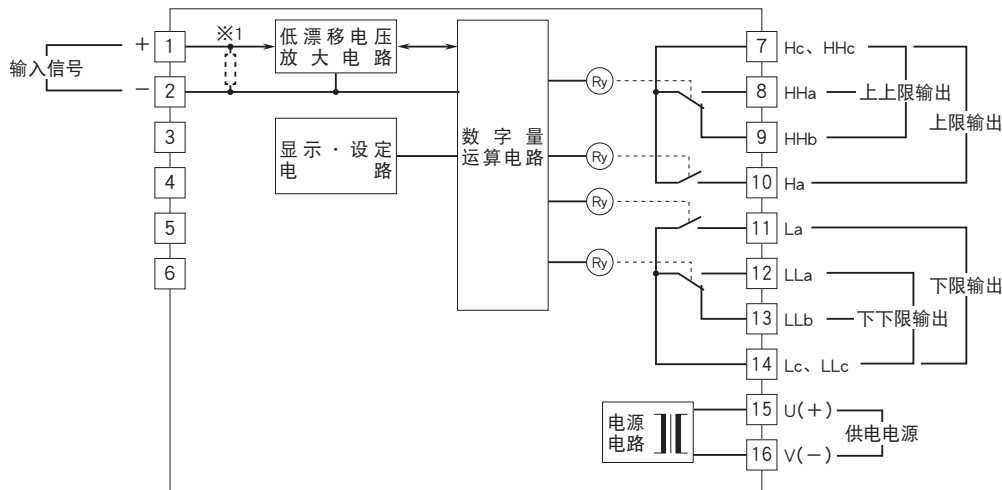 输入信号
+
−
1
2
3
4
5
6
※1
低漂移电压
放大电路
显示·设定
电路
数字量
运算电路
Ry
Ry
Ry
Ry
7 Hc、HHc
8 HHa
9 HHb
10 Ha
上上限输出
上限输出
11 La
12 LLa
13 LLb
14 Lc、LLc
下下限输出
下限输出
电源
电路
15 U(+)
16 V(−)
供电电源